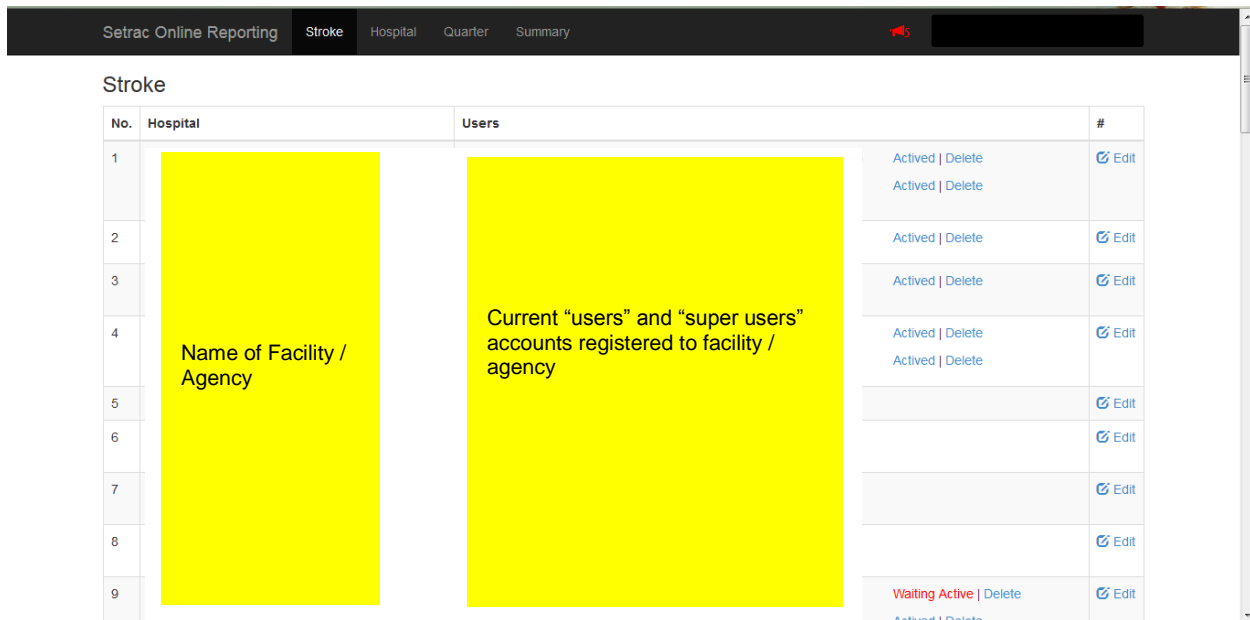 Setrac Online Reporting Stroke Hospital Quarter Summary 5
Stroke
No. Hospital Users #
1 Actived | Delete Edit
Actived | Delete
2 Actived | Delete Edit
3 Actived | Delete Edit
4 Actived | Delete Edit
Actived | Delete
Name of Facility /
Agency
Current “users” and “super users”
accounts registered to facility /
agency
5 Edit
6 Edit
7 Edit
8 Edit
9 Waiting Active | Delete Edit
Actived | Delete